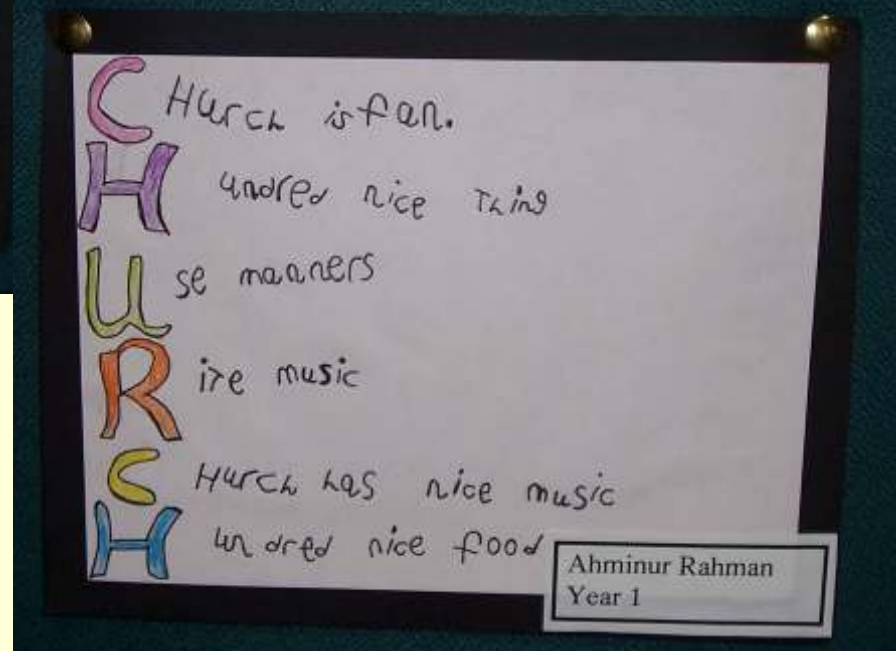 CHurch is fan.
Hundred nice Thing
Use manners
Rite music
CHurch has nice music
Hundred nice food
Ahminur Rahman
Year 1